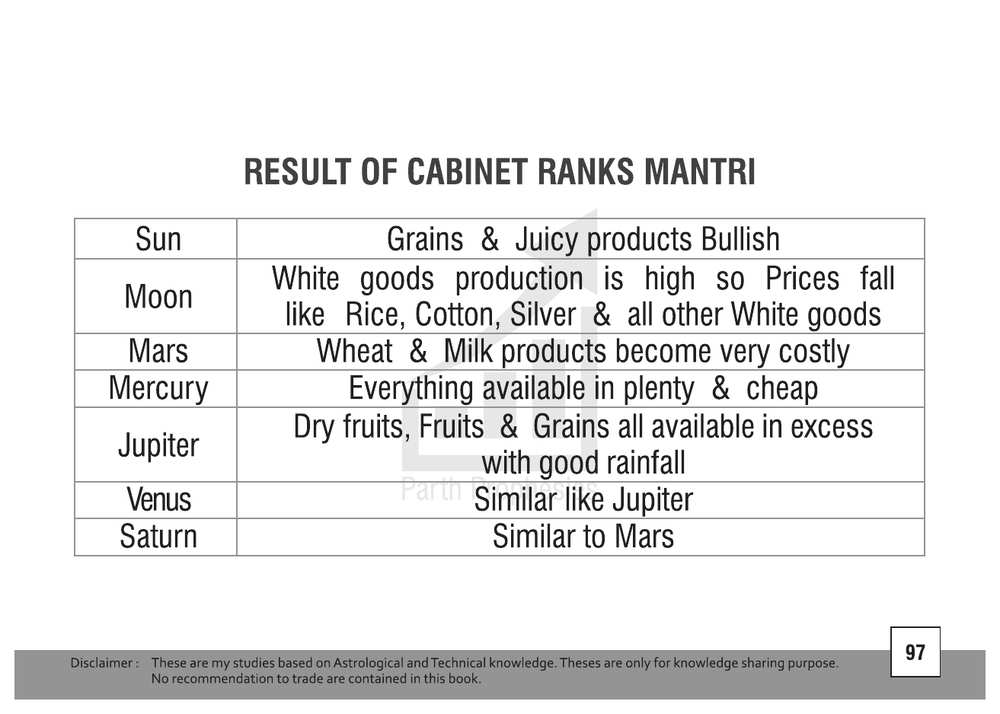 RESULT OF CABINET RANKS MANTRI
Sun
Grains & Juicy products Bullish
Moon
White goods production is high so Prices fall
like Rice, Cotton, Silver & all other White goods
Mars
Wheat & Milk products become very costly
Mercury
Everything available in plenty & cheap
Jupiter
Dry fruits, Fruits & Grains all available in excess
with good rainfall
Venus
Similar like Jupiter
Saturn
Similar to Mars
Parth
97
Disclaimer : These are my studies based on Astrological and Technical knowledge. Theses are only for knowledge sharing purpose.
No recommendation to trade are contained in this book.